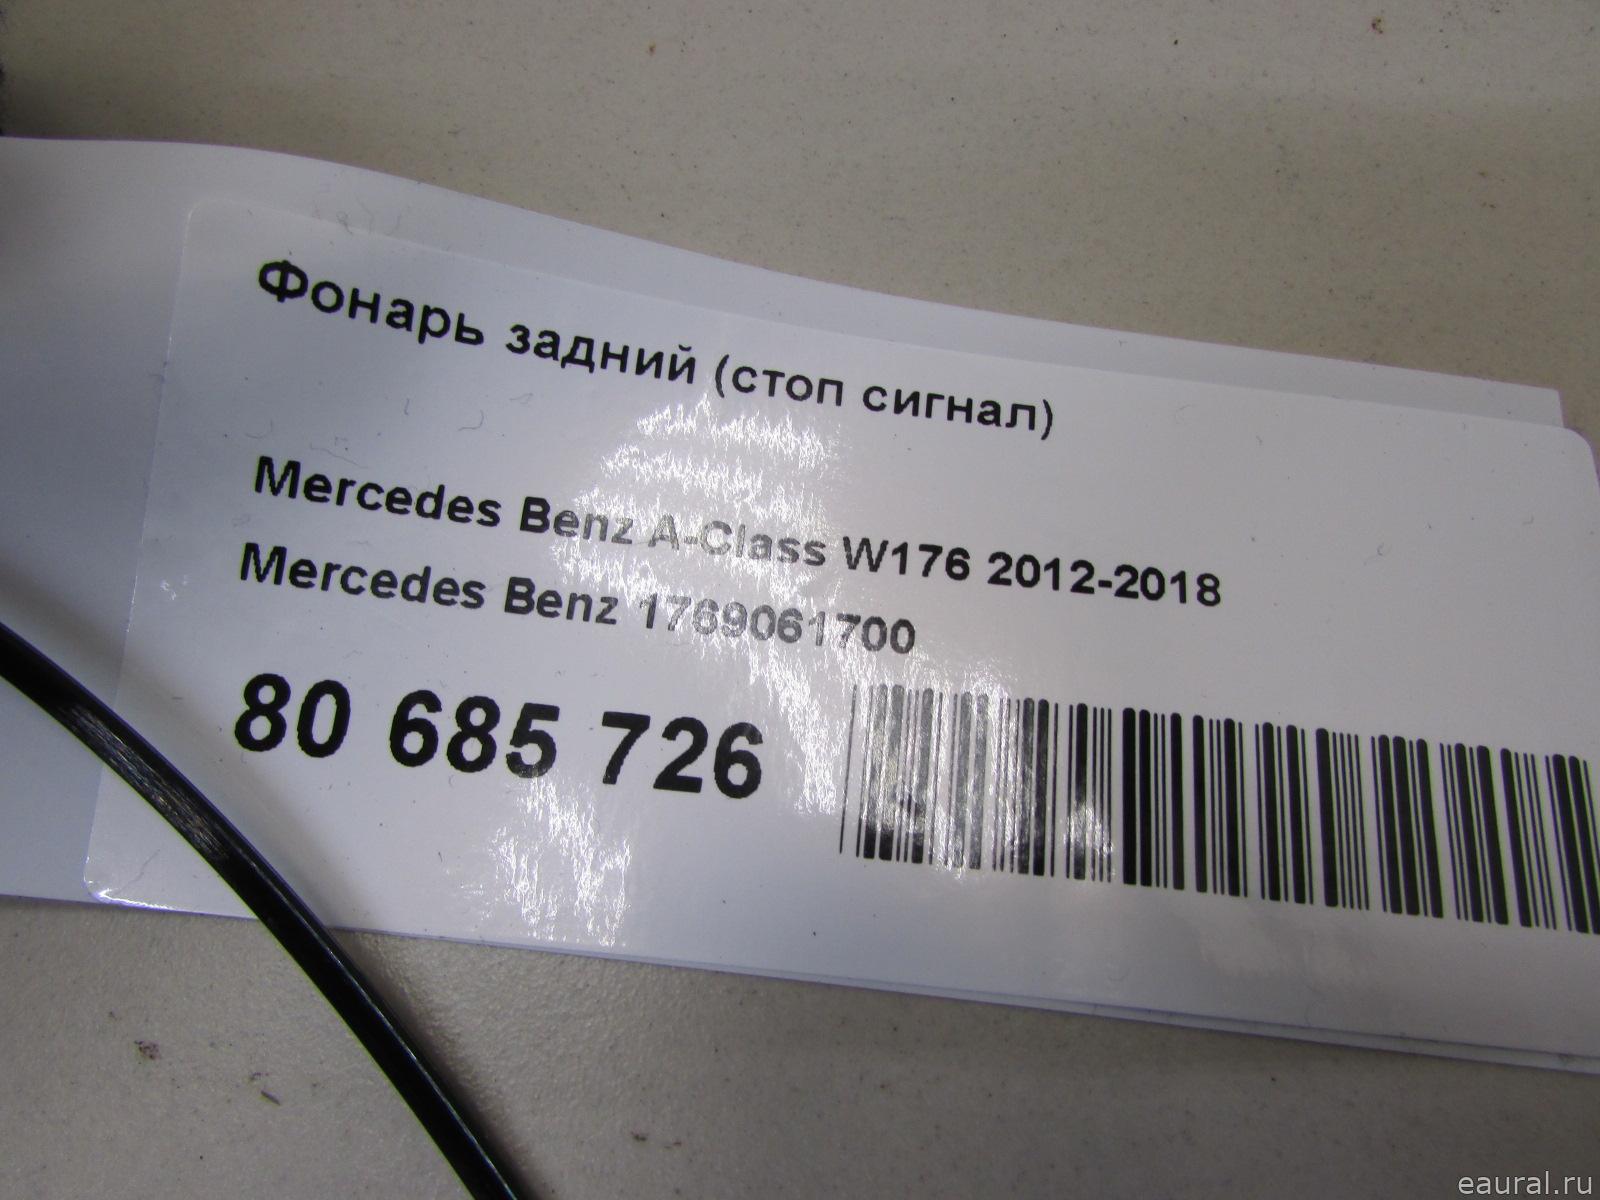 Фонарь задний (стоп сигнал)
Mercedes Benz A-Class W176 2012-2018
Mercedes Benz 1769061700
80 685 726
eaural.ru